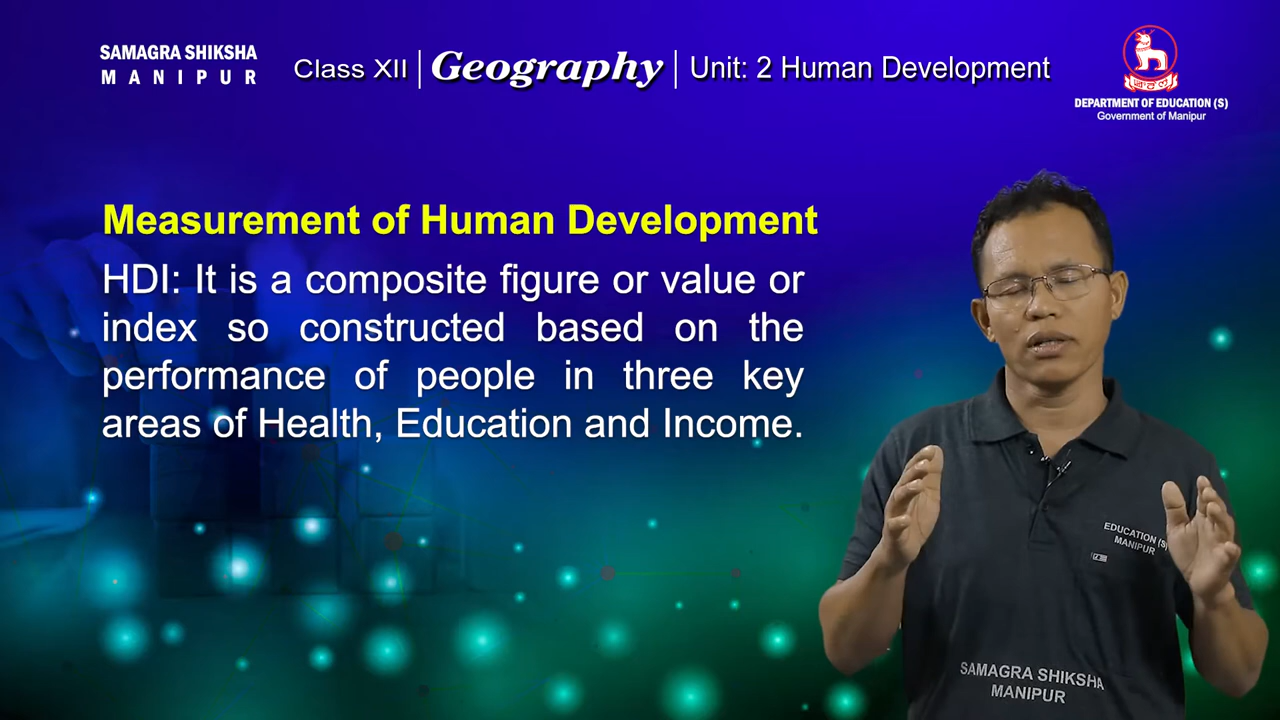 SAMAGRA SHIKSHA
MANIPUR
Class XII | Geography | Unit: 2 Human Development
DEPARTMENT OF EDUCATION (S)
Government of Manipur
Measurement of Human Development
HDI: It is a composite figure or value or
index so constructed based on the
performance of people in three key
areas of Health, Education and Income.
EDUCATION (S)
MANIPUR
SAMAGRA SHIKSHA
MANIPUR